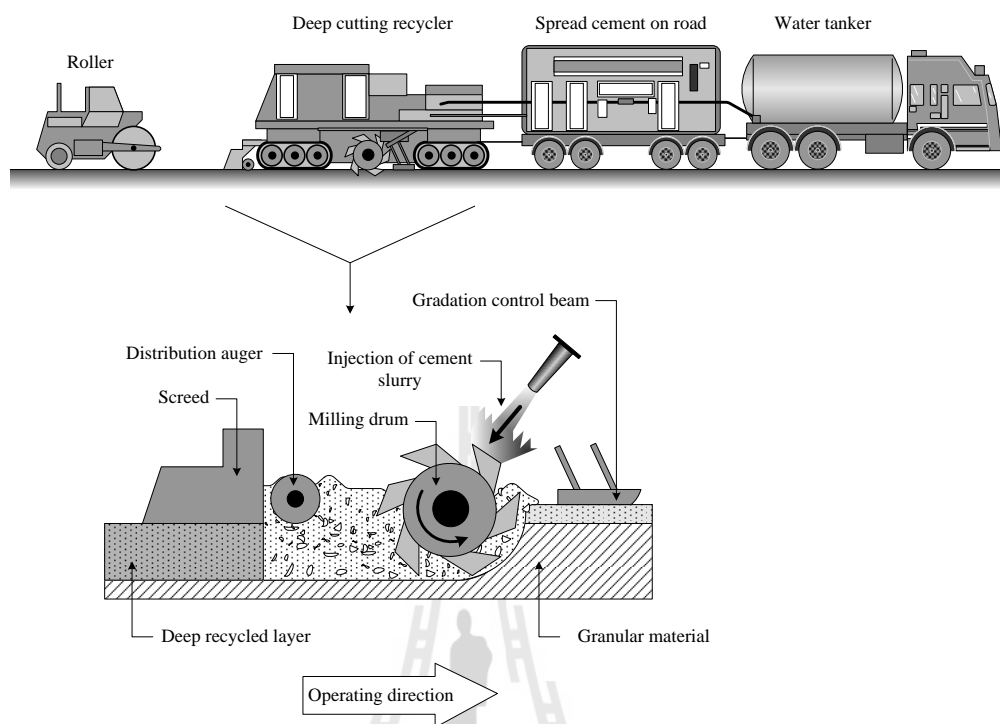 Deep cutting recycler
Spread cement on road
Water tanker
Roller
Gradation control beam
Distribution auger
Injection of cement
slurry
Screed
Milling drum
Deep recycled layer
Granular material
Operating direction